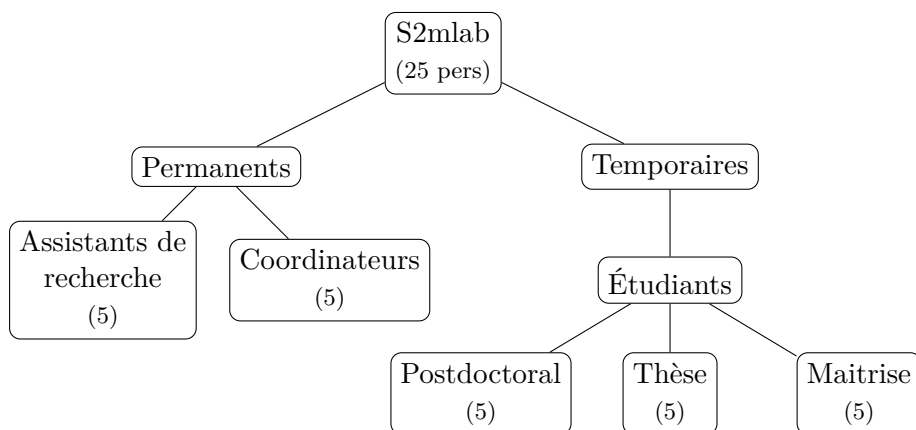 S2mlab
(25 pers)
Permanents
Temporaires
Assistants de
recherche
(5)
Coordinateurs
(5)
Étudiants
Postdoctoral
(5)
Thèse
(5)
Maitrise
(5)